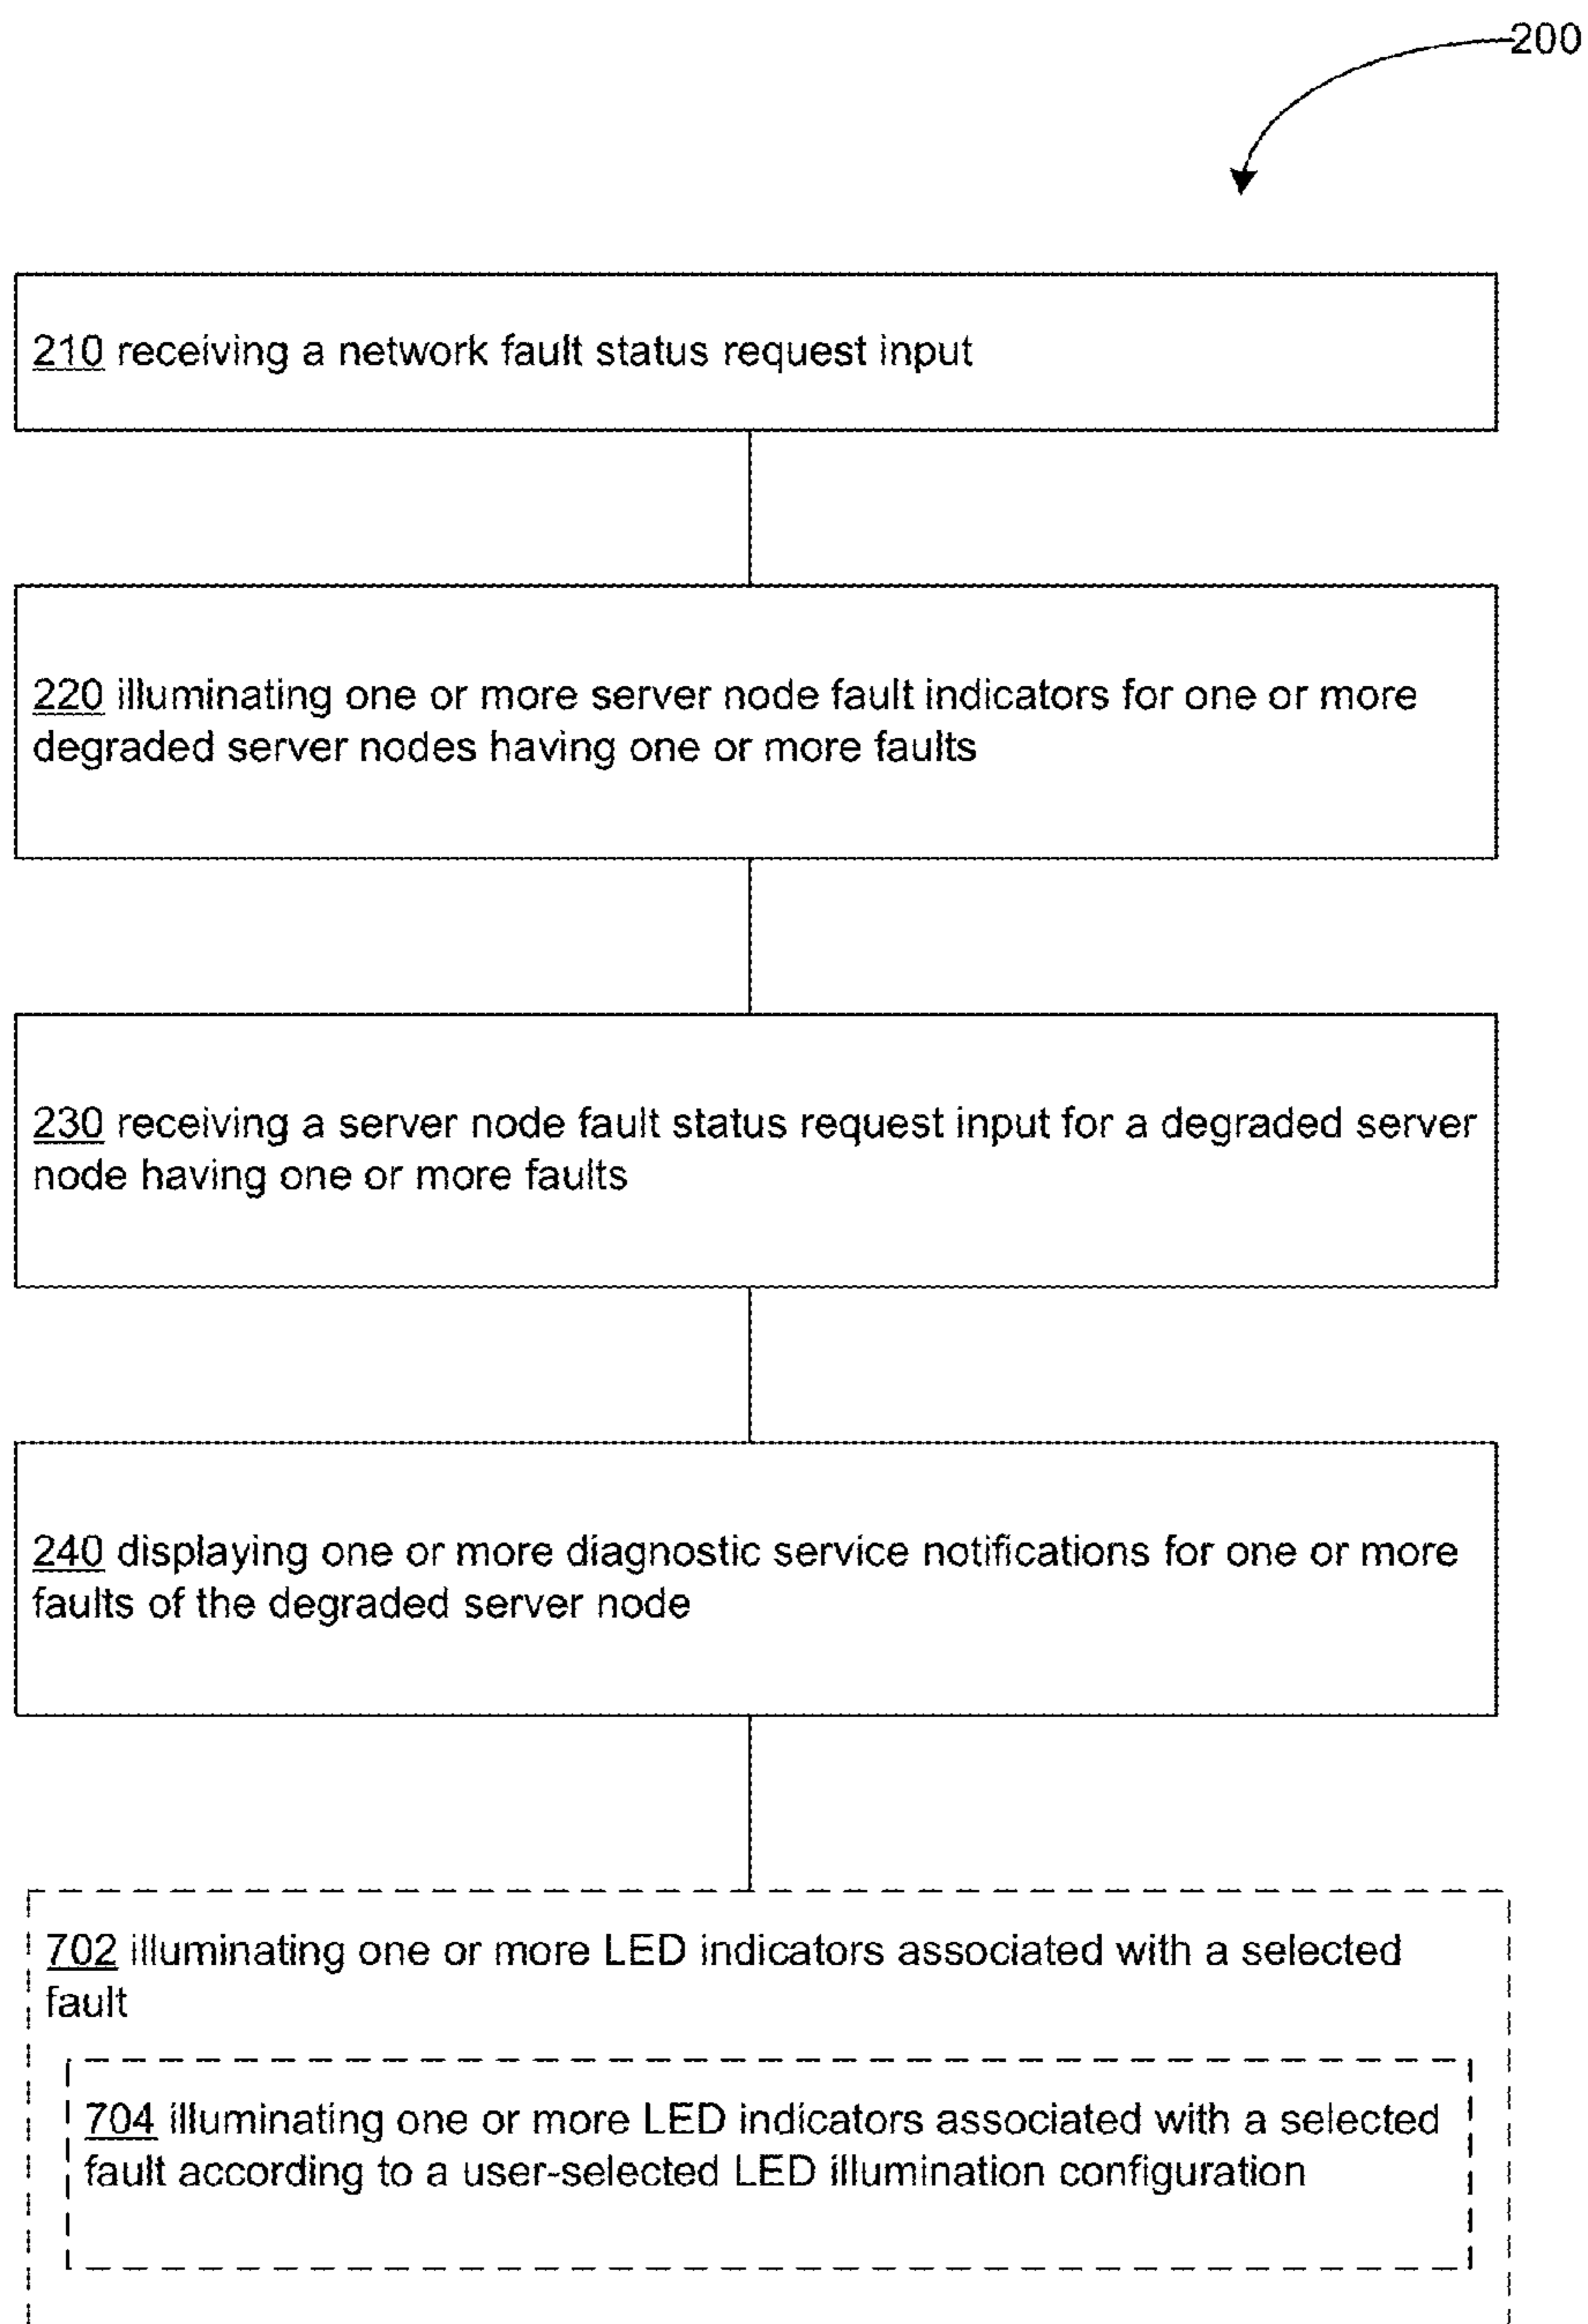 200
210 receiving a network fault status request input
220 illuminating one or more server node fault indicators for one or more
degraded server nodes having one or more faults
230 receiving a server node fault status request input for a degraded server
node having one or more faults
240 displaying one or more diagnostic service notifications for one or more
faults of the degraded server node
702 illuminating one or more LED indicators associated with a selected
fault
704 illuminating one or more LED indicators associated with a selected
fault according to a user-selected LED illumination configuration